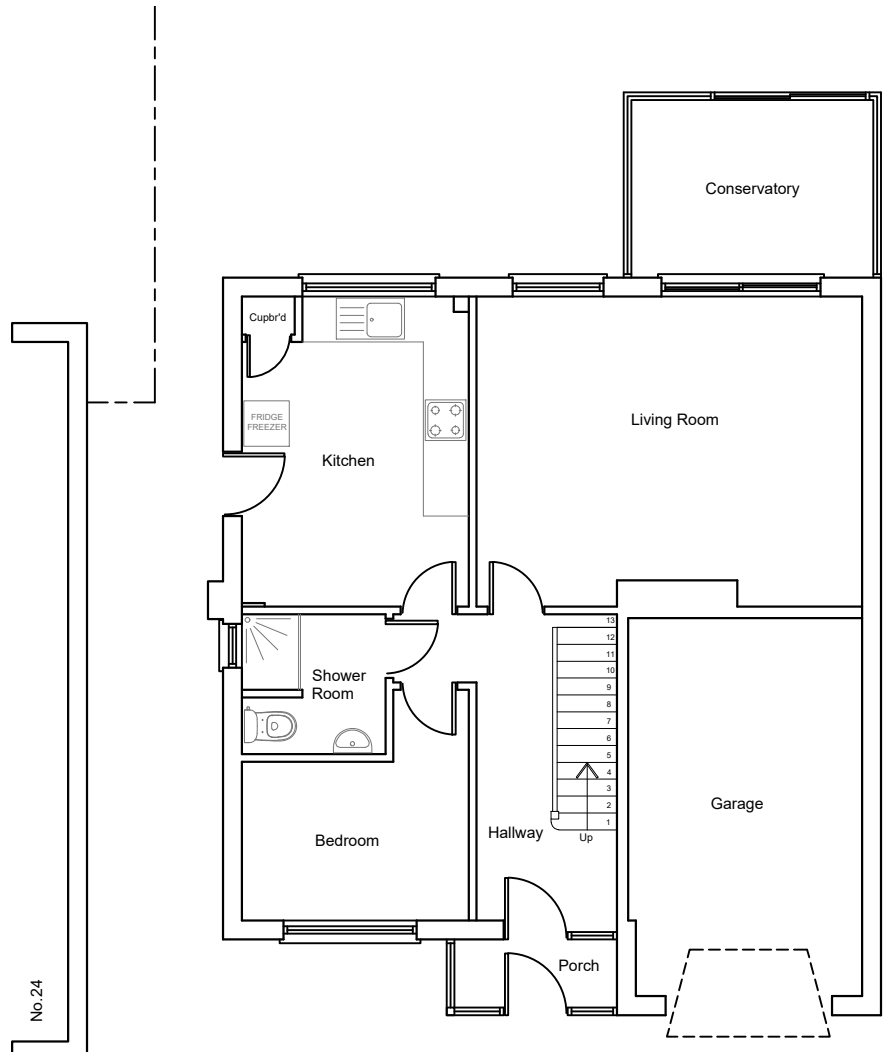 Conservatory
Cupbr'd
FRIDGE
FREEZER
Kitchen
Living Room
Shower
Room
13
12
11
10
9
8
7
6
5
4
3
2
1
Up
Hallway
Garage
Bedroom
Porch
No.24